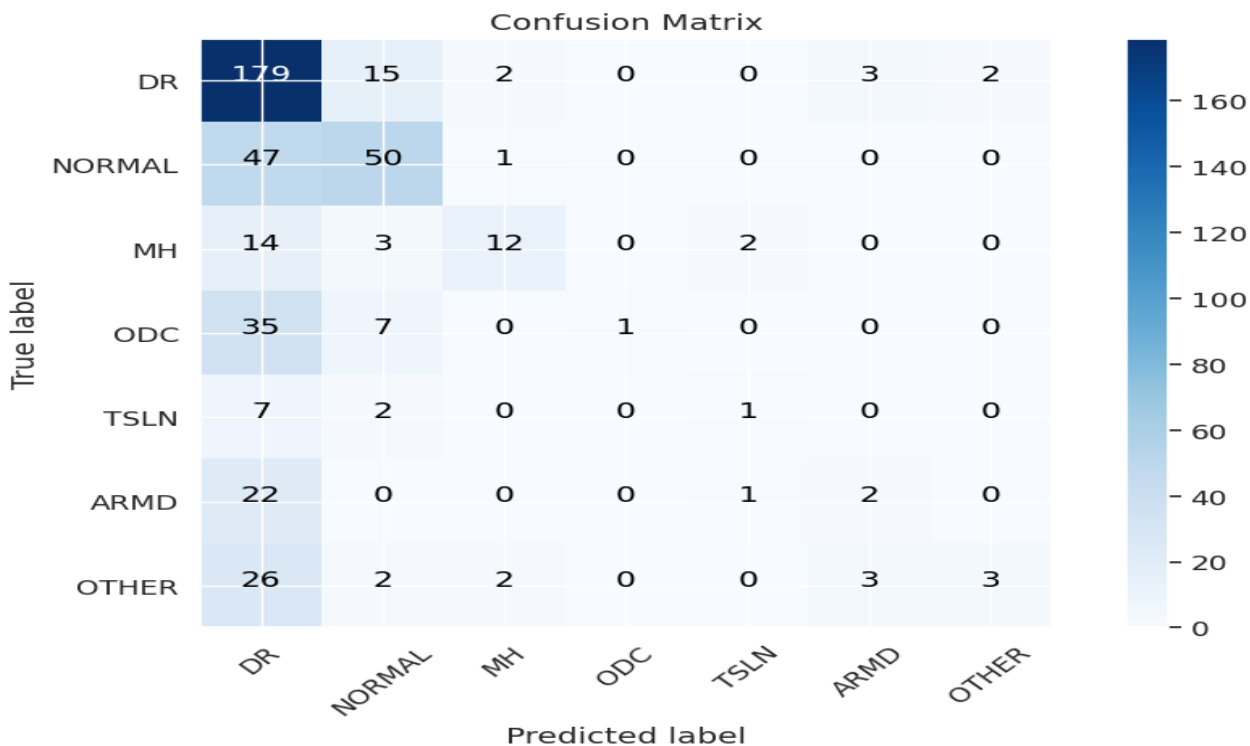 Confusion Matrix
True label
DR 179 15 2 0 0 3 2
NORMAL 47 50 1 0 0 0 0
MH 14 3 12 0 2 0 0
ODC 35 7 0 1 0 0 0
TSLN 7 2 0 0 1 0 0
ARMD 22 0 0 0 1 2 0
OTHER 26 2 2 0 0 3 3
DR NORMAL MH ODC TSLN ARMD OTHER
Predicted label
160
140
120
100
80
60
40
20
0